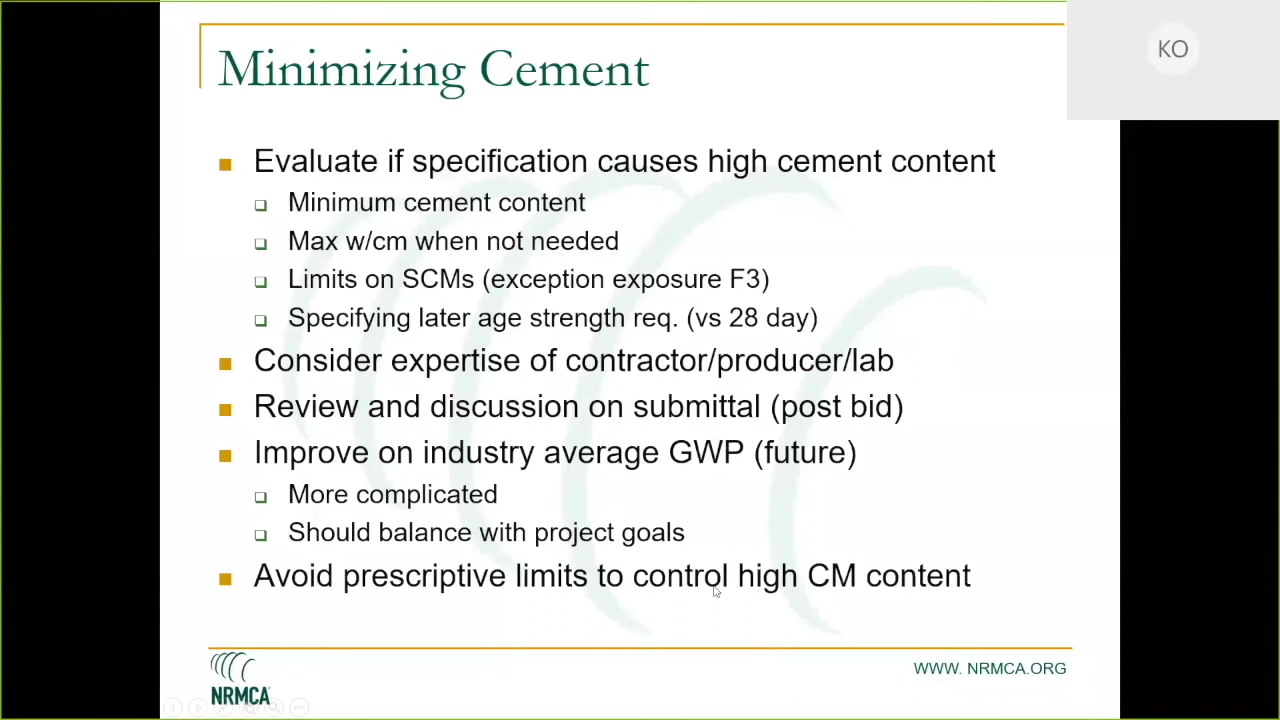 KO
Minimizing Cement
Evaluate if specification causes high cement content
Minimum cement content
Max w/cm when not needed
Limits on SCMs (exception exposure F3)
Specifying later age strength req. (vs 28 day)
Consider expertise of contractor/producer/lab
Review and discussion on submittal (post bid)
Improve on industry average GWP (future)
More complicated
Should balance with project goals
Avoid prescriptive limits to control high CM content
NRMCA
WWW. NRMCA.ORG